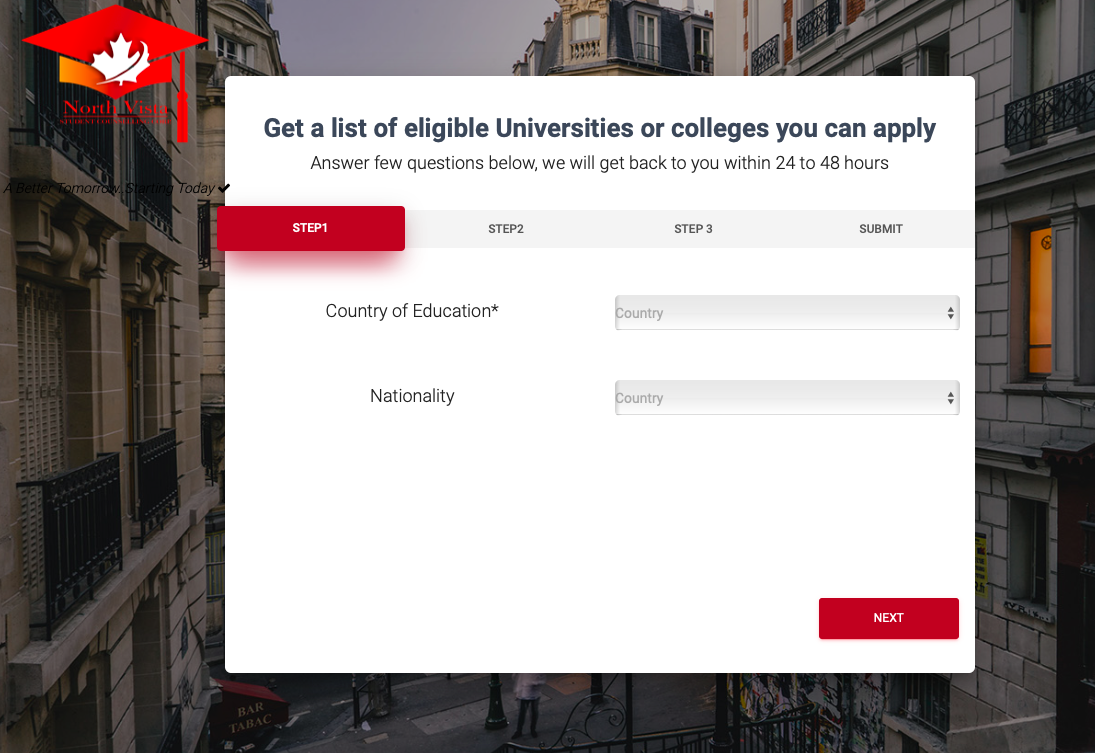 North Vista
Get a list of eligible Universities or colleges you can apply
Answer few questions below, we will get back to you within 24 to 48 hours
A Better Tomorrow..Starting Today
STEP1
STEP2
STEP 3
SUBMIT
Country of Education*
Country
Nationality
Country
NEXT
BAR
TABAC